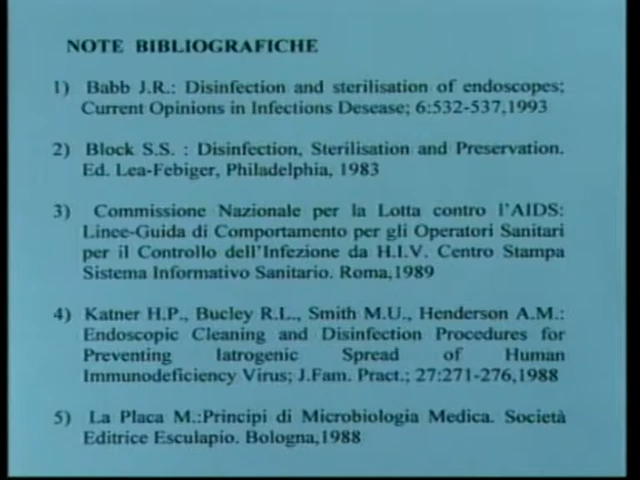 NOTE BIBLIOGRAFICHE
1) Babb J.R.: Disinfection and sterilisation of endoscopes;
Current Opinions in Infections Desease; 6:532-537,1993
2) Block S.S. : Disinfection, Sterilisation and Preservation.
Ed. Lea-Febiger, Philadelphia, 1983
3) Commissione Nazionale per la Lotta contro l'AIDS:
Linee-Guida di Comportamento per gli Operatori Sanitari
per il Controllo dell'Infezione da H.I.V. Centro Stampa
Sistema Informativo Sanitario. Roma,1989
4) Katner H.P., Bucley R.L., Smith M.U., Henderson A.M.:
Endoscopic Cleaning and Disinfection Procedures for
Preventing Iatrogenic Spread of Human
Immunodeficiency Virus; J.Fam. Pract.; 27:271-276,1988
5) La Placa M.:Principi di Microbiologia Medica. Società
Editrice Esculapio. Bologna,1988